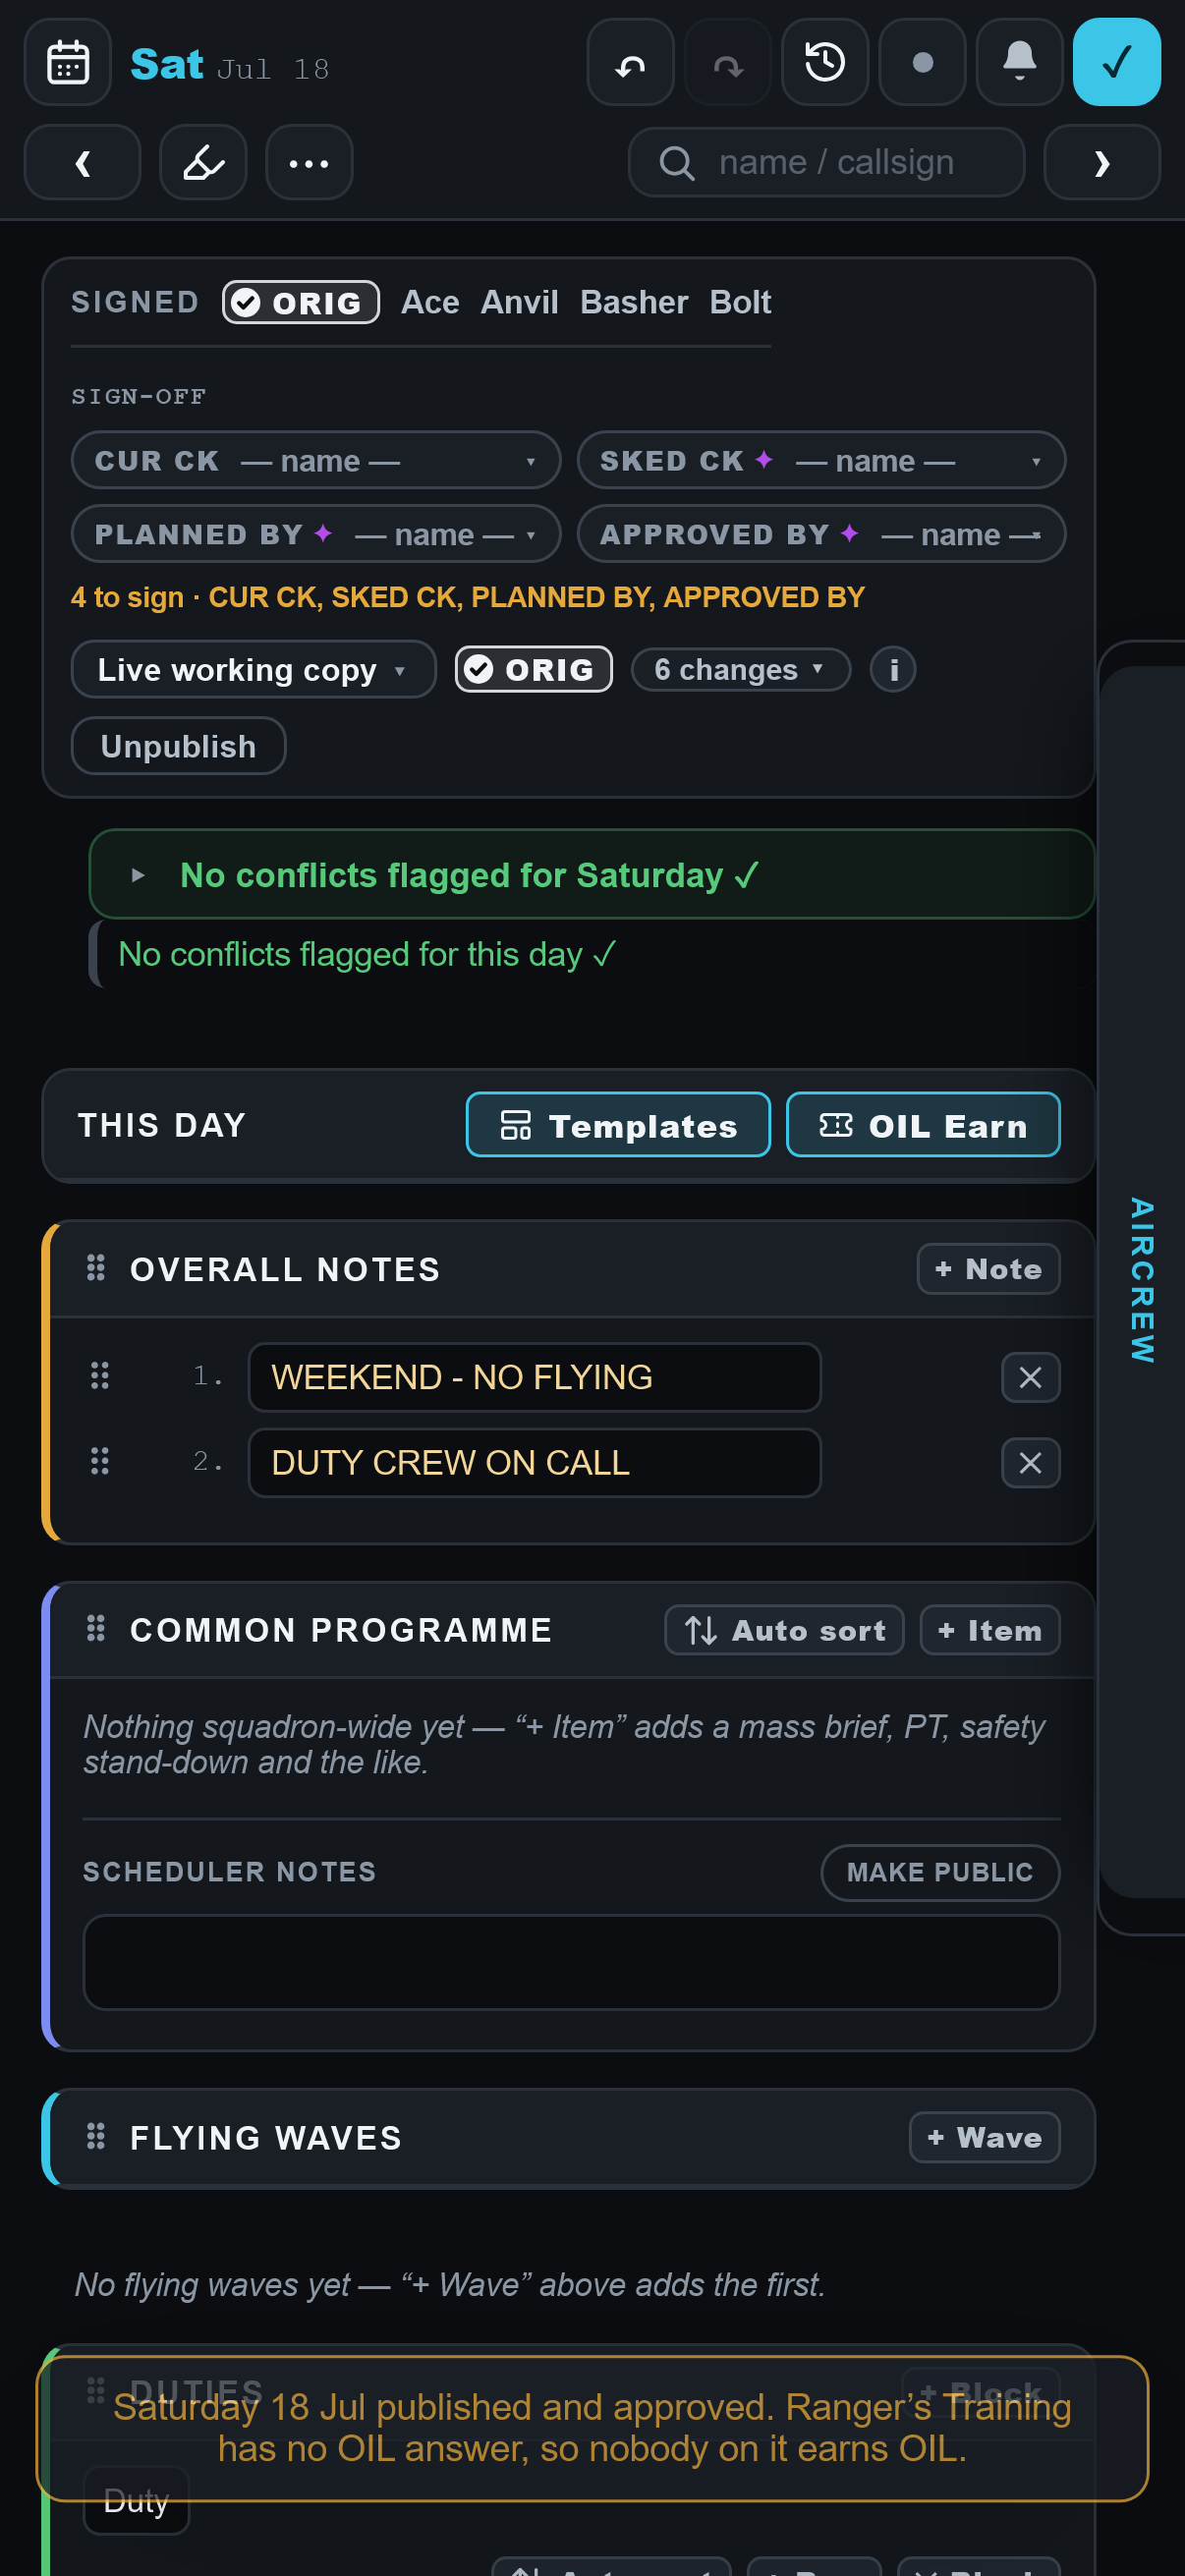 Sat Jul 18
name / callsign
SIGNED ORIG Ace Anvil Basher Bolt
SIGN-OFF
CUR CK — name —
SKED CK — name —
PLANNED BY — name —
APPROVED BY — name —
4 to sign · CUR CK, SKED CK, PLANNED BY, APPROVED BY
Live working copy ORIG 6 changes i
Unpublish
No conflicts flagged for Saturday ✓
No conflicts flagged for this day ✓
AIRCREW
THIS DAY Templates OIL Earn
OVERALL NOTES + Note
1. WEEKEND - NO FLYING
2. DUTY CREW ON CALL
COMMON PROGRAMME Auto sort + Item
Nothing squadron-wide yet — “+ Item” adds a mass brief, PT, safety
stand-down and the like.
SCHEDULER NOTES MAKE PUBLIC
FLYING WAVES + Wave
No flying waves yet — “+ Wave” above adds the first.
DUTIES + Block
Saturday 18 Jul published and approved. Ranger’s Training
has no OIL answer, so nobody on it earns OIL.
Duty